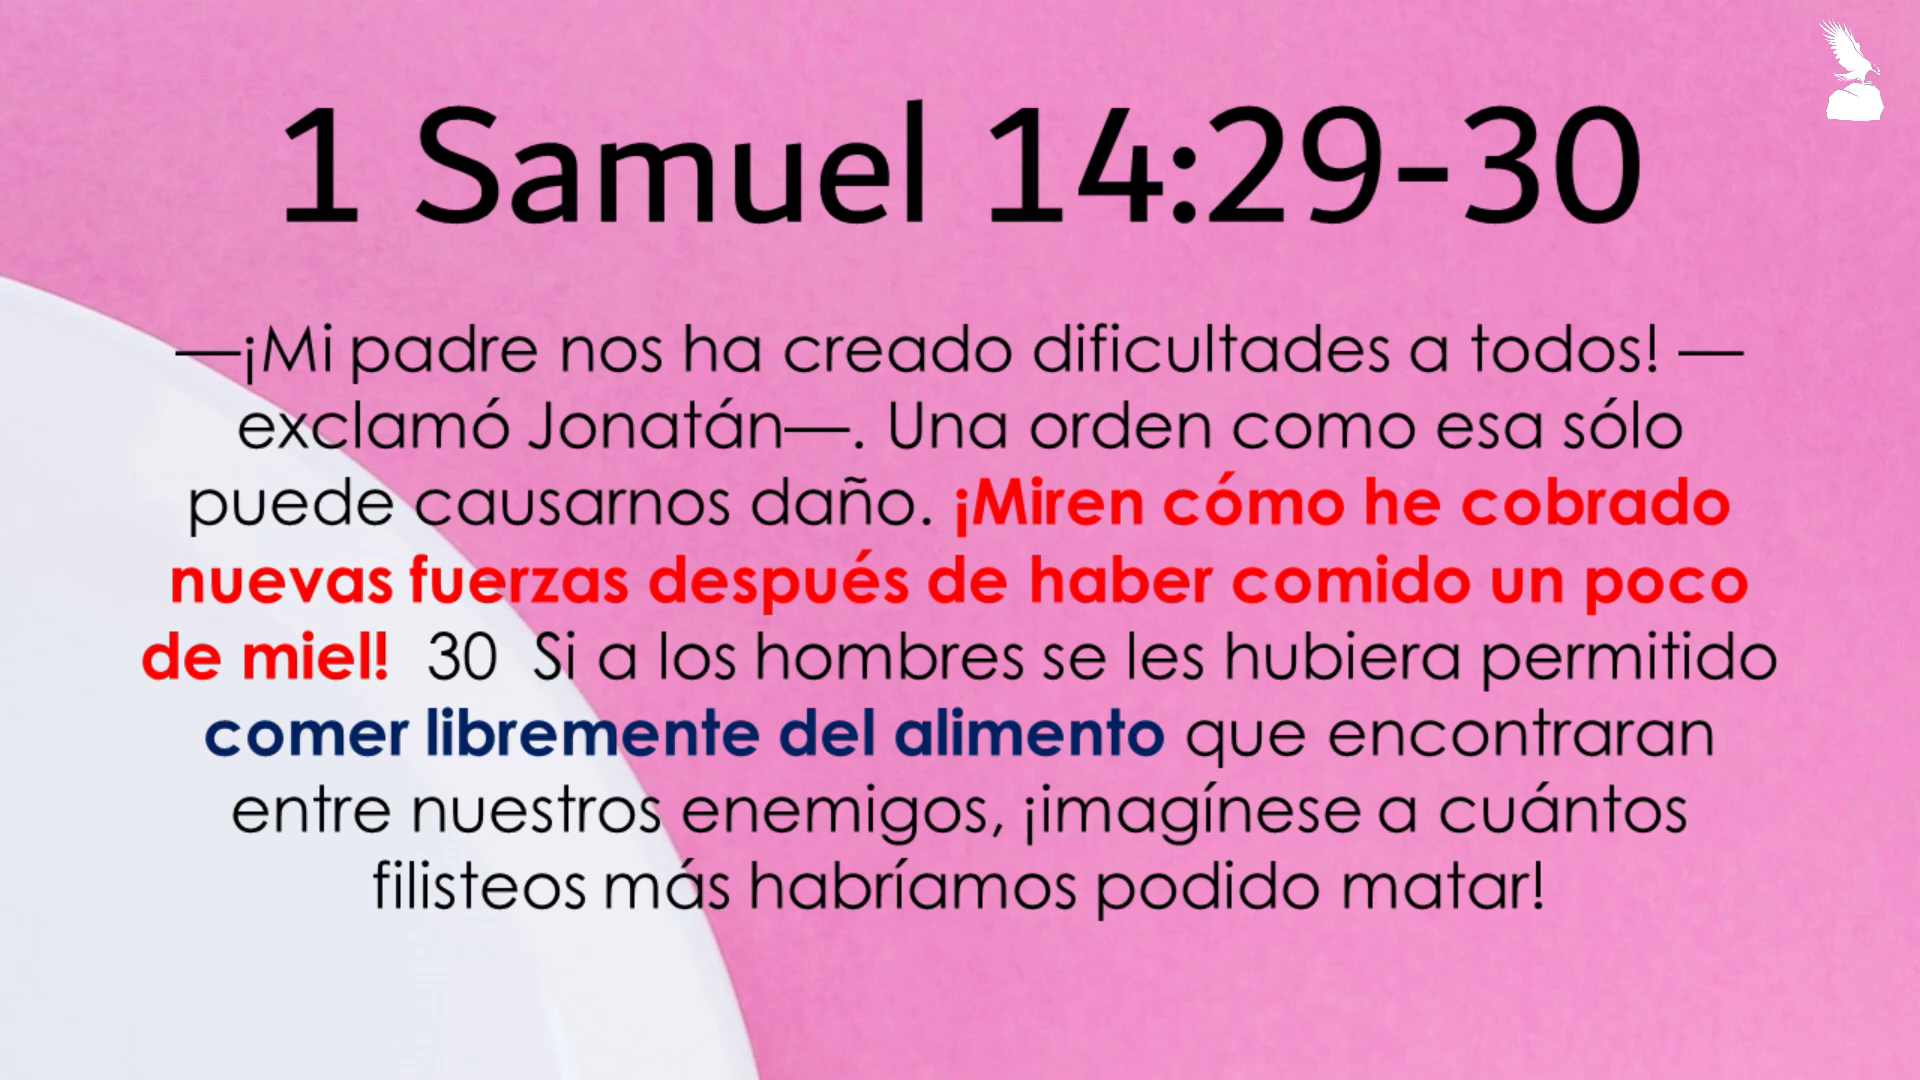 1 Samuel 14:29-30
—¡Mi padre nos ha creado dificultades a todos! —
exclamó Jonatán—. Una orden como esa sólo
puede causarnos daño. ¡Miren cómo he cobrado
nuevas fuerzas después de haber comido un poco
de miel!  30  Si a los hombres se les hubiera permitido
comer libremente del alimento que encontraran
entre nuestros enemigos, ¡imagínese a cuántos
filisteos más habríamos podido matar!